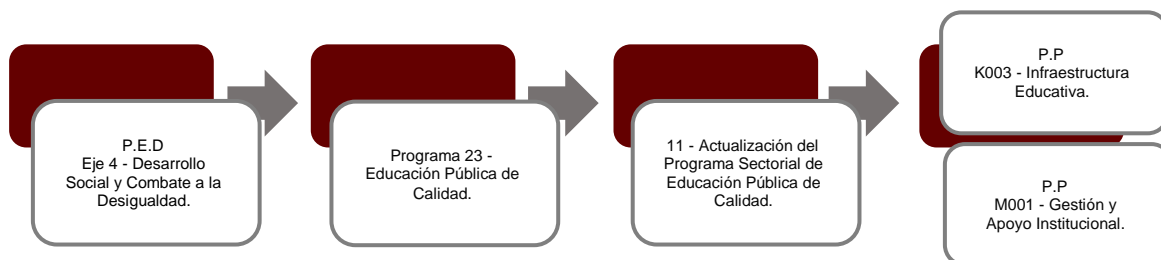 P.E.D
Eje 4 - Desarrollo
Social y Combate a la
Desigualdad.
Programa 23 -
Educación Pública de
Calidad.
11 - Actualización del
Programa Sectorial de
Educación Pública de
Calidad.
P.P
K003 - Infraestructura
Educativa.
P.P
M001 - Gestión y
Apoyo Institucional.